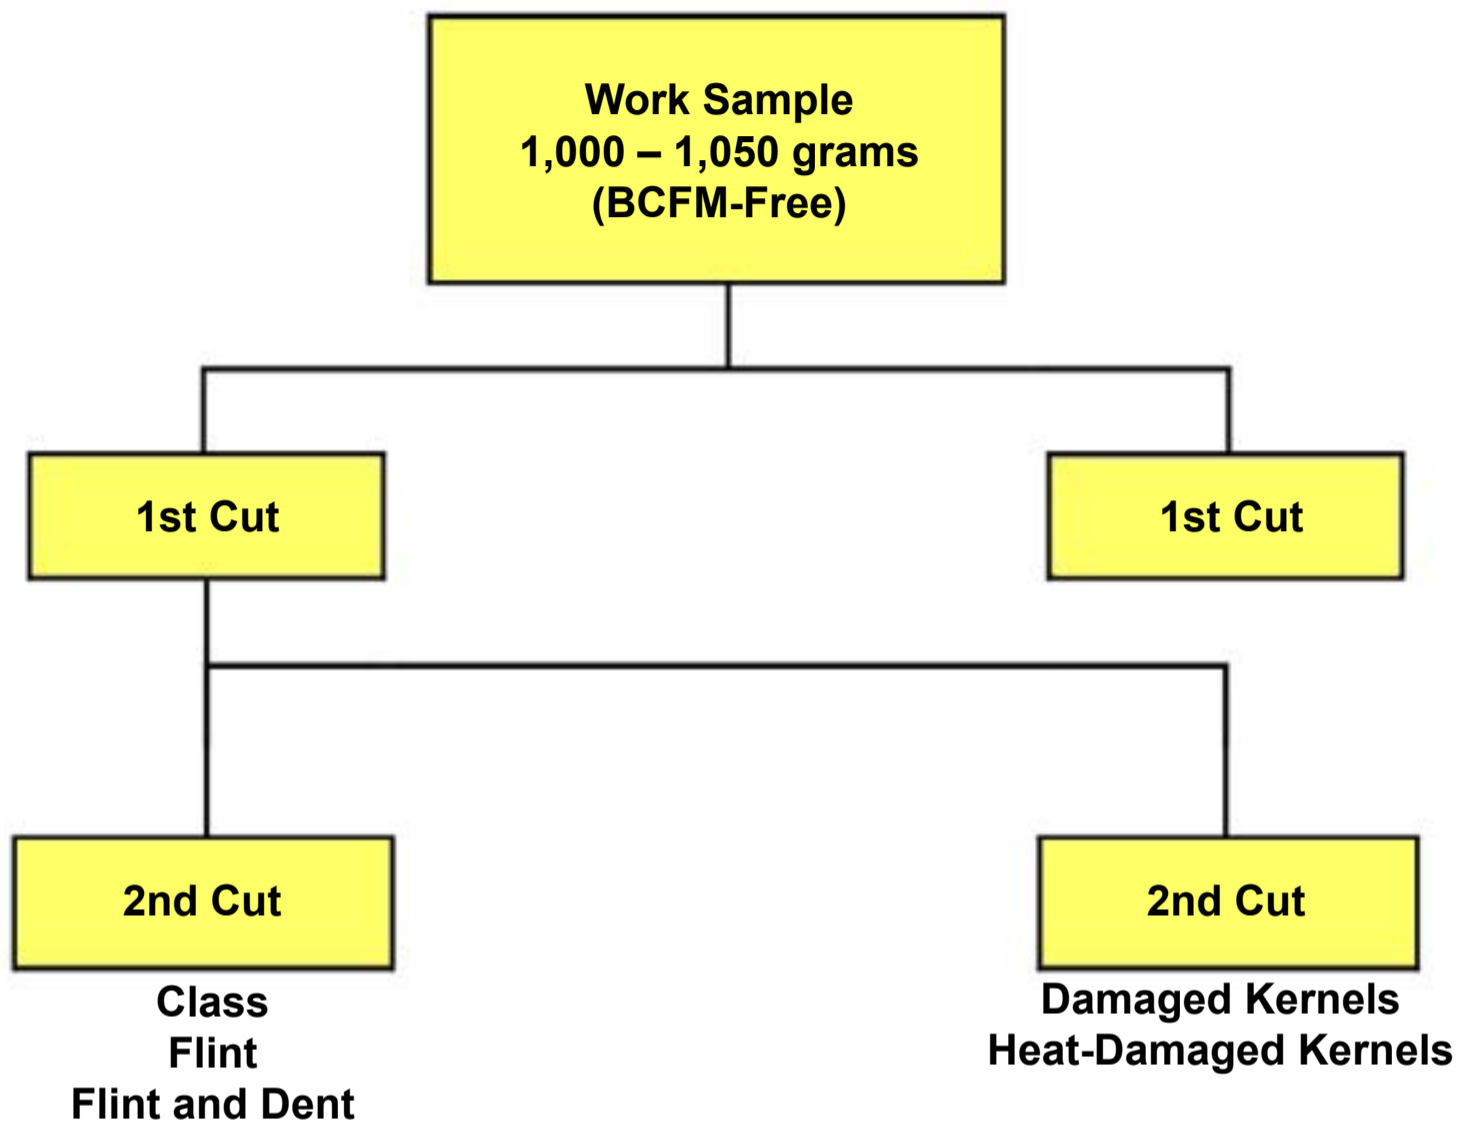 Work Sample
1,000 – 1,050 grams
(BCFM-Free)
1st Cut
1st Cut
2nd Cut
2nd Cut
Class
Flint
Flint and Dent
Damaged Kernels
Heat-Damaged Kernels